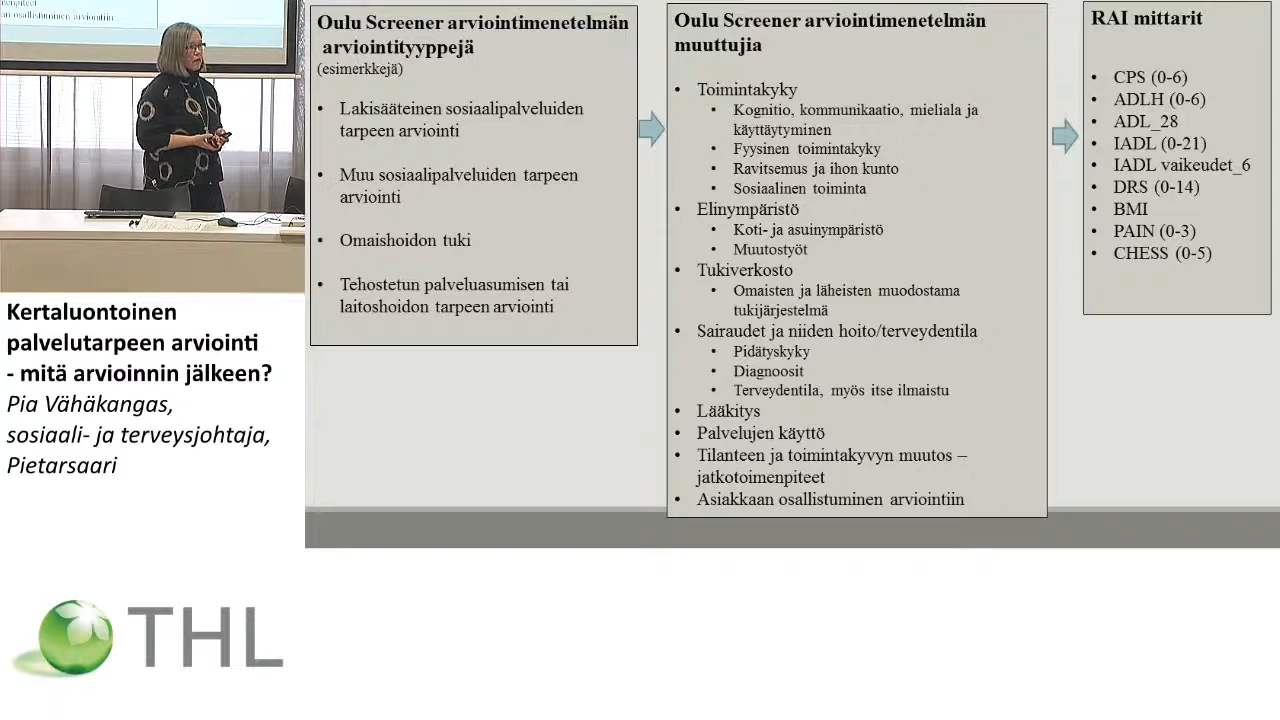 npiteet
an osallistuminen arviointiin
Oulu Screener arviointimenetelmän
arviointityyppejä
(esimerkkejä)
• Lakisääteinen sosiaalipalveluiden
tarpeen arviointi
• Muu sosiaalipalveluiden tarpeen
arviointi
• Omaishoidon tuki
• Tehostetun palveluasumisen tai
laitoshoidon tarpeen arviointi
Oulu Screener arviointimenetelmän
muuttujia
• Toimintakyky
• Kognitio, kommunikaatio, mieliala ja
käyttäytyminen
• Fyysinen toimintakyky
• Ravitsemus ja ihon kunto
• Sosiaalinen toiminta
• Elinympäristö
• Koti- ja asuinympäristö
• Muutostyöt
• Tukiverkosto
• Omaisten ja läheisten muodostama
tukijärjestelmä
• Sairaudet ja niiden hoito/terveydentila
• Pidätyskyky
• Diagnoosit
• Terveydentila, myös itse ilmaistu
• Lääkitys
• Palvelujen käyttö
• Tilanteen ja toimintakyvyn muutos –
jatkotoimenpiteet
• Asiakkaan osallistuminen arviointiin
RAI mittarit
• CPS (0-6)
• ADLH (0-6)
• ADL_28
• IADL (0-21)
• IADL vaikeudet_6
• DRS (0-14)
• BMI
• PAIN (0-3)
• CHESS (0-5)
Kertaluontoinen
palvelutarpeen arviointi
- mitä arvioinnin jälkeen?
Pia Vähäkangas,
sosiaali- ja terveysjohtaja,
Pietarsaari
THL